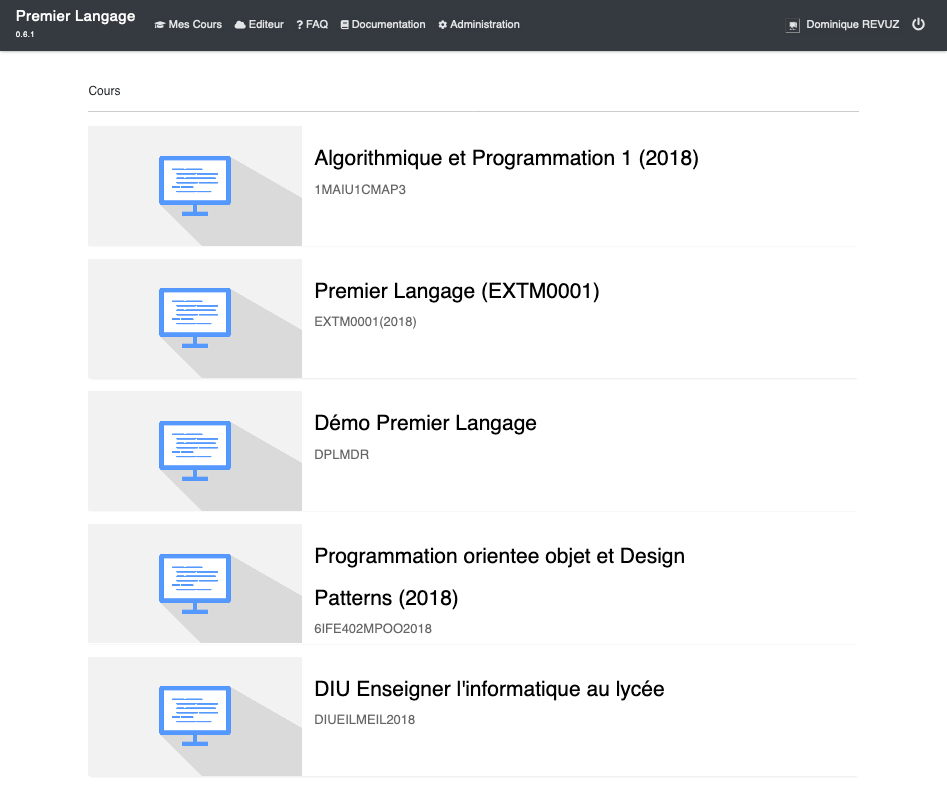 Premier Langage
0.6.1
Mes Cours Editeur ? FAQ Documentation Administration
Dominique REVUZ
Cours
Algorithmique et Programmation 1 (2018)
1MAIU1CMAP3
Premier Langage (EXTM0001)
EXTM0001(2018)
Démo Premier Langage
DPLMDR
Programmation orientee objet et Design
Patterns (2018)
6IFE402MPOO2018
DIU Enseigner l'informatique au lycée
DIUEILMEIL2018